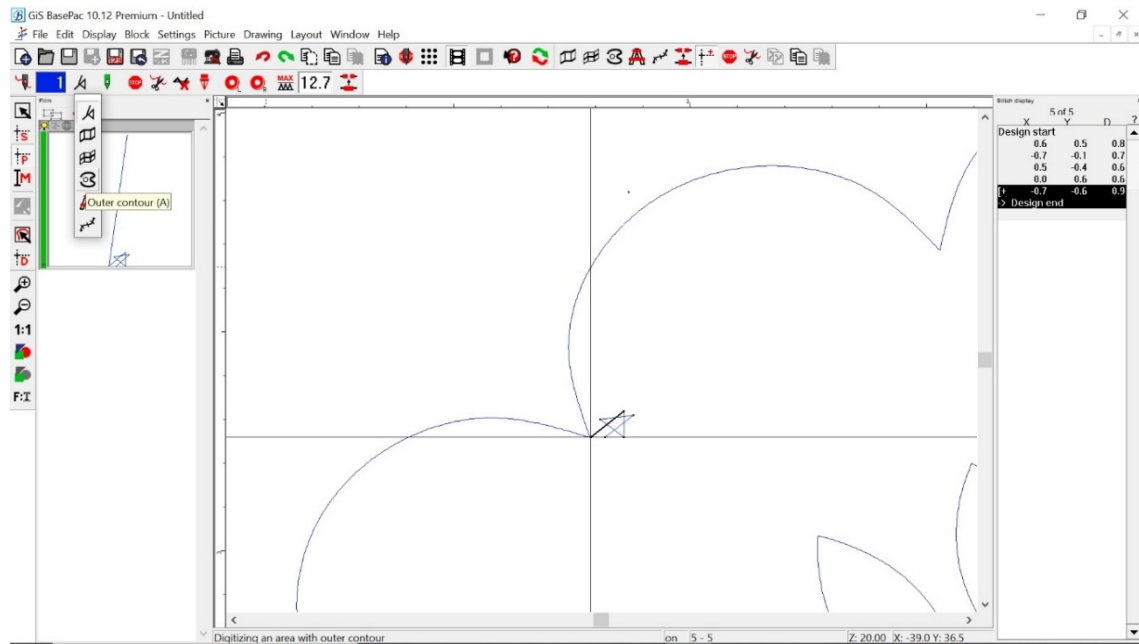 GiS BasePac 10.12 Premium - Untitled
File Edit Display Block Settings Picture Drawing Layout Window Help
1 STOP MAX 12.7
Film
Stitch display
5 of 5
X Y D ?
Design start
0.6 0.5 0.8
-0.7 -0.1 0.7
0.5 -0.4 0.6
0.0 0.6 0.6
[+ -0.7 -0.6 0.9
-> Design end
S
P
M
D
1:1
F:T
Outer contour (A)
Digitizing an area with outer contour on 5 - 5 Z: 20.00 X: -39.0 Y: 36.5